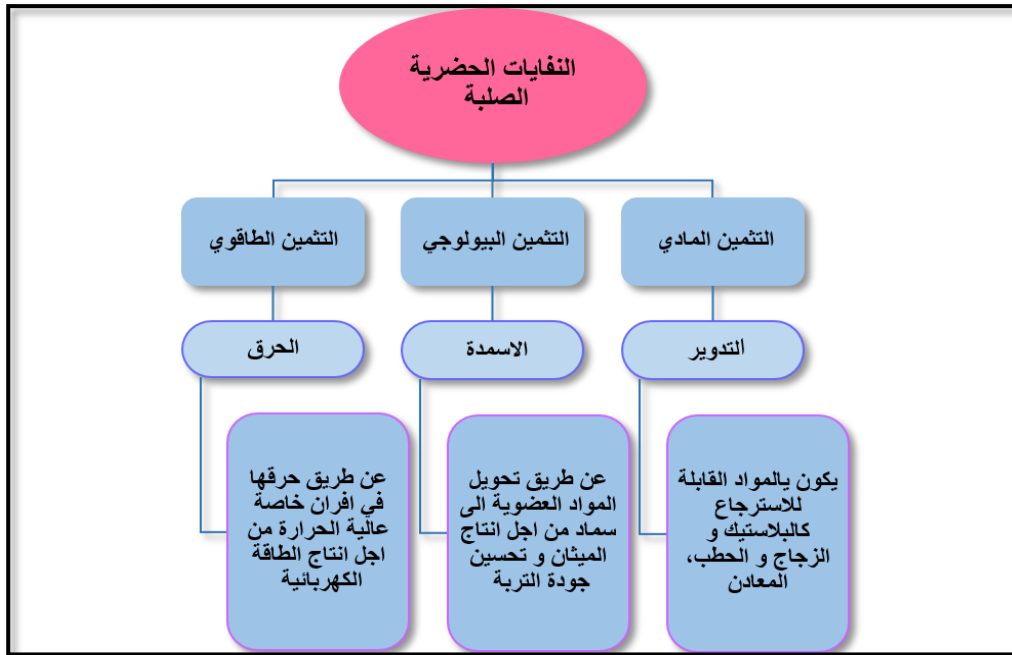 النفايات الحضرية
الصلبة
التثمين المادي
التثمين البيولوجي
التثمين الطاقوي
التدوير
الاسمدة
الحرق
يكون يالمواد القابلة
للاسترجاع
كالبلاستيك و
الزجاج و الحطب،
المعادن
عن طريق تحويل
المواد العضوية الى
سماد من اجل انتاج
الميثان و تحسين
جودة التربة
عن طريق حرقها
في افران خاصة
عالية الحرارة من
اجل انتاج الطاقة
الكهربائية